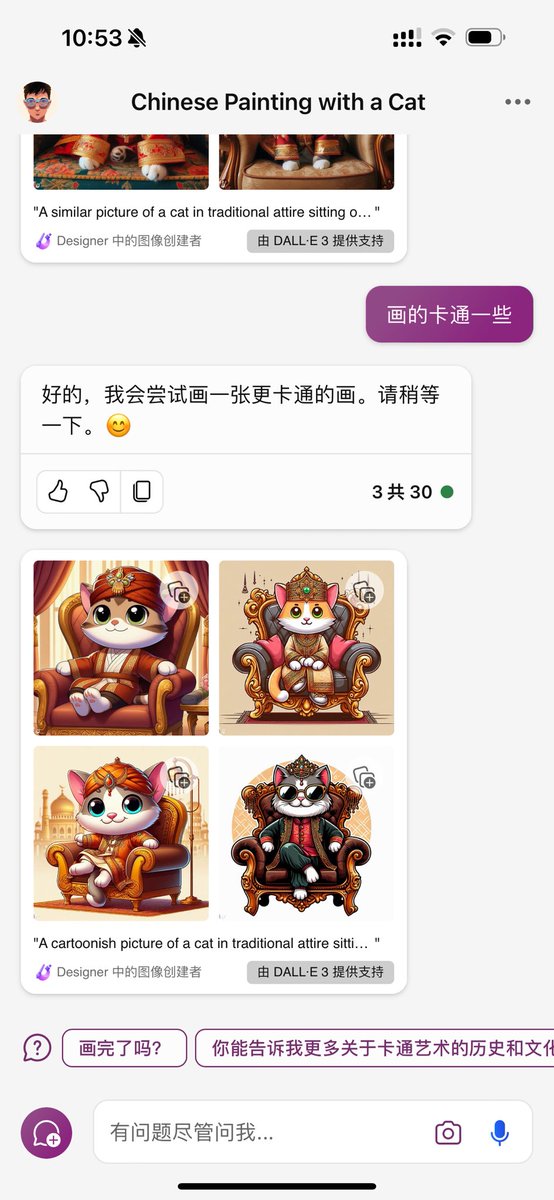 10:53
Chinese Painting with a Cat
"A similar picture of a cat in traditional attire sitting o... "
Designer 中的图像创建者
由 DALL·E 3 提供支持
画的卡通一些
好的，我会尝试画一张更卡通的画。请稍等
一下。😊
3 共 30
"A cartoonish picture of a cat in traditional attire sitti... "
Designer 中的图像创建者
由 DALL·E 3 提供支持
画完了吗？
你能告诉我更多关于卡通艺术的历史和文化
有问题尽管问我...